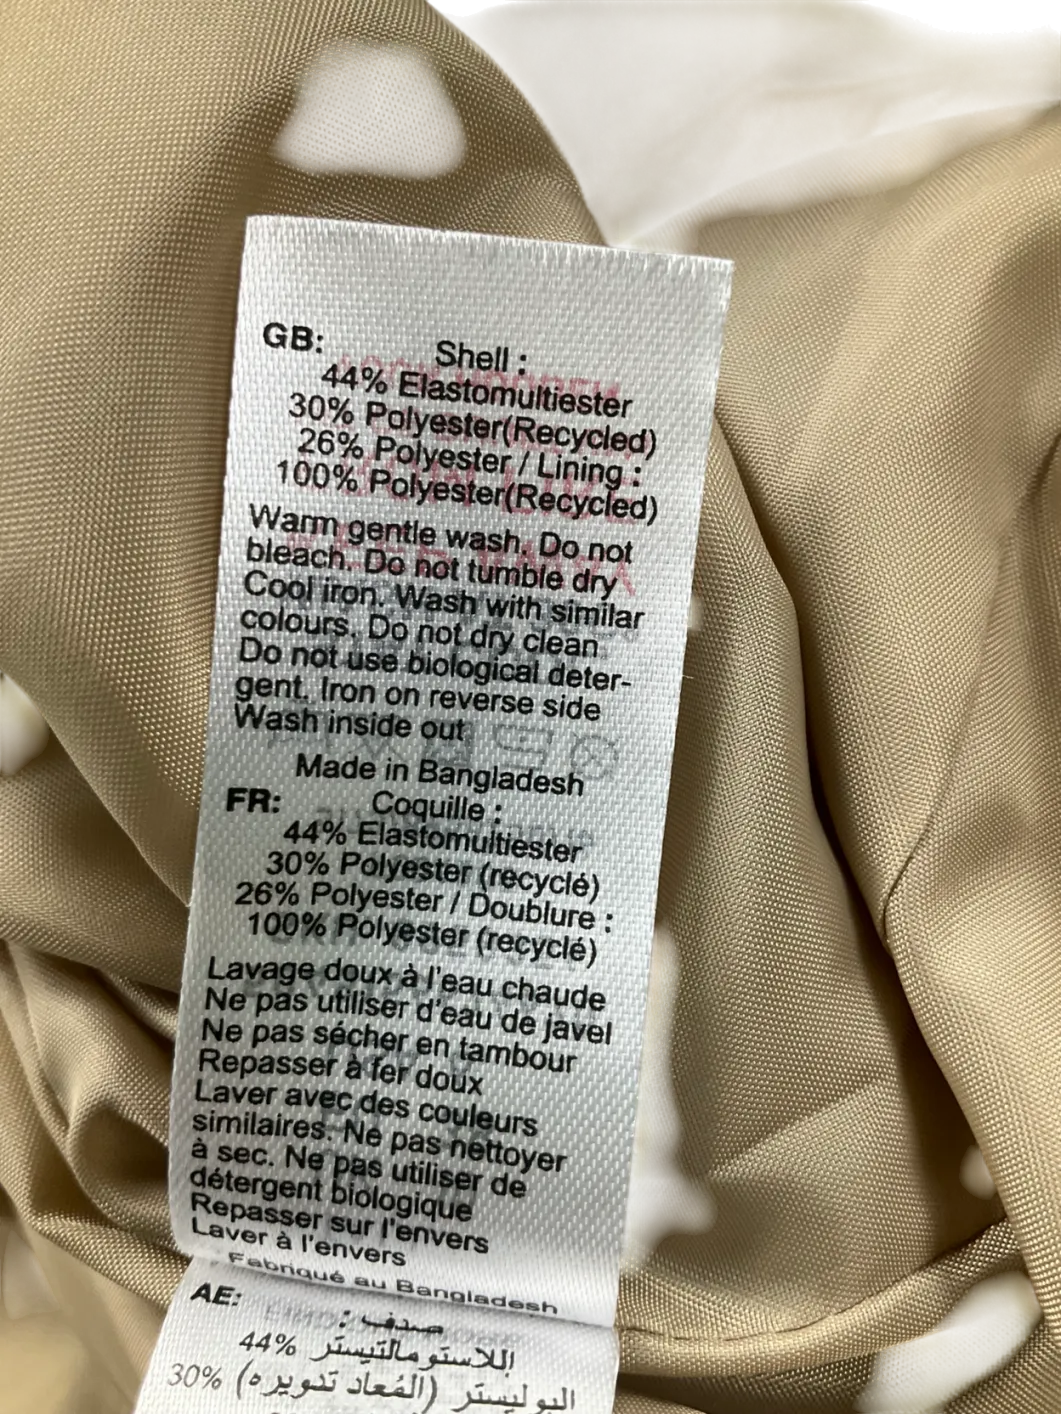 GB:
Shell :
44% Elastomultiester
30% Polyester(Recycled)
26% Polyester / Lining :
100% Polyester(Recycled)
Warm gentle wash. Do not
bleach. Do not tumble dry
Cool iron. Wash with similar
colours. Do not dry clean
Do not use biological deter-
gent. Iron on reverse side
Wash inside out
Made in Bangladesh
FR:
Coquille :
44% Elastomultiester
30% Polyester (recyclé)
26% Polyester / Doublure :
100% Polyester (recyclé)
Lavage doux à l'eau chaude
Ne pas utiliser d'eau de javel
Ne pas sécher en tambour
Repasser à fer doux
Laver avec des couleurs
similaires. Ne pas nettoyer
à sec. Ne pas utiliser de
détergent biologique
Repasser sur l'envers
Laver à l'envers
Fabriqué au Bangladesh
AE:
صدف :
44% إللاستومالتيستر
30% البوليستر (المُعاد تدويره)